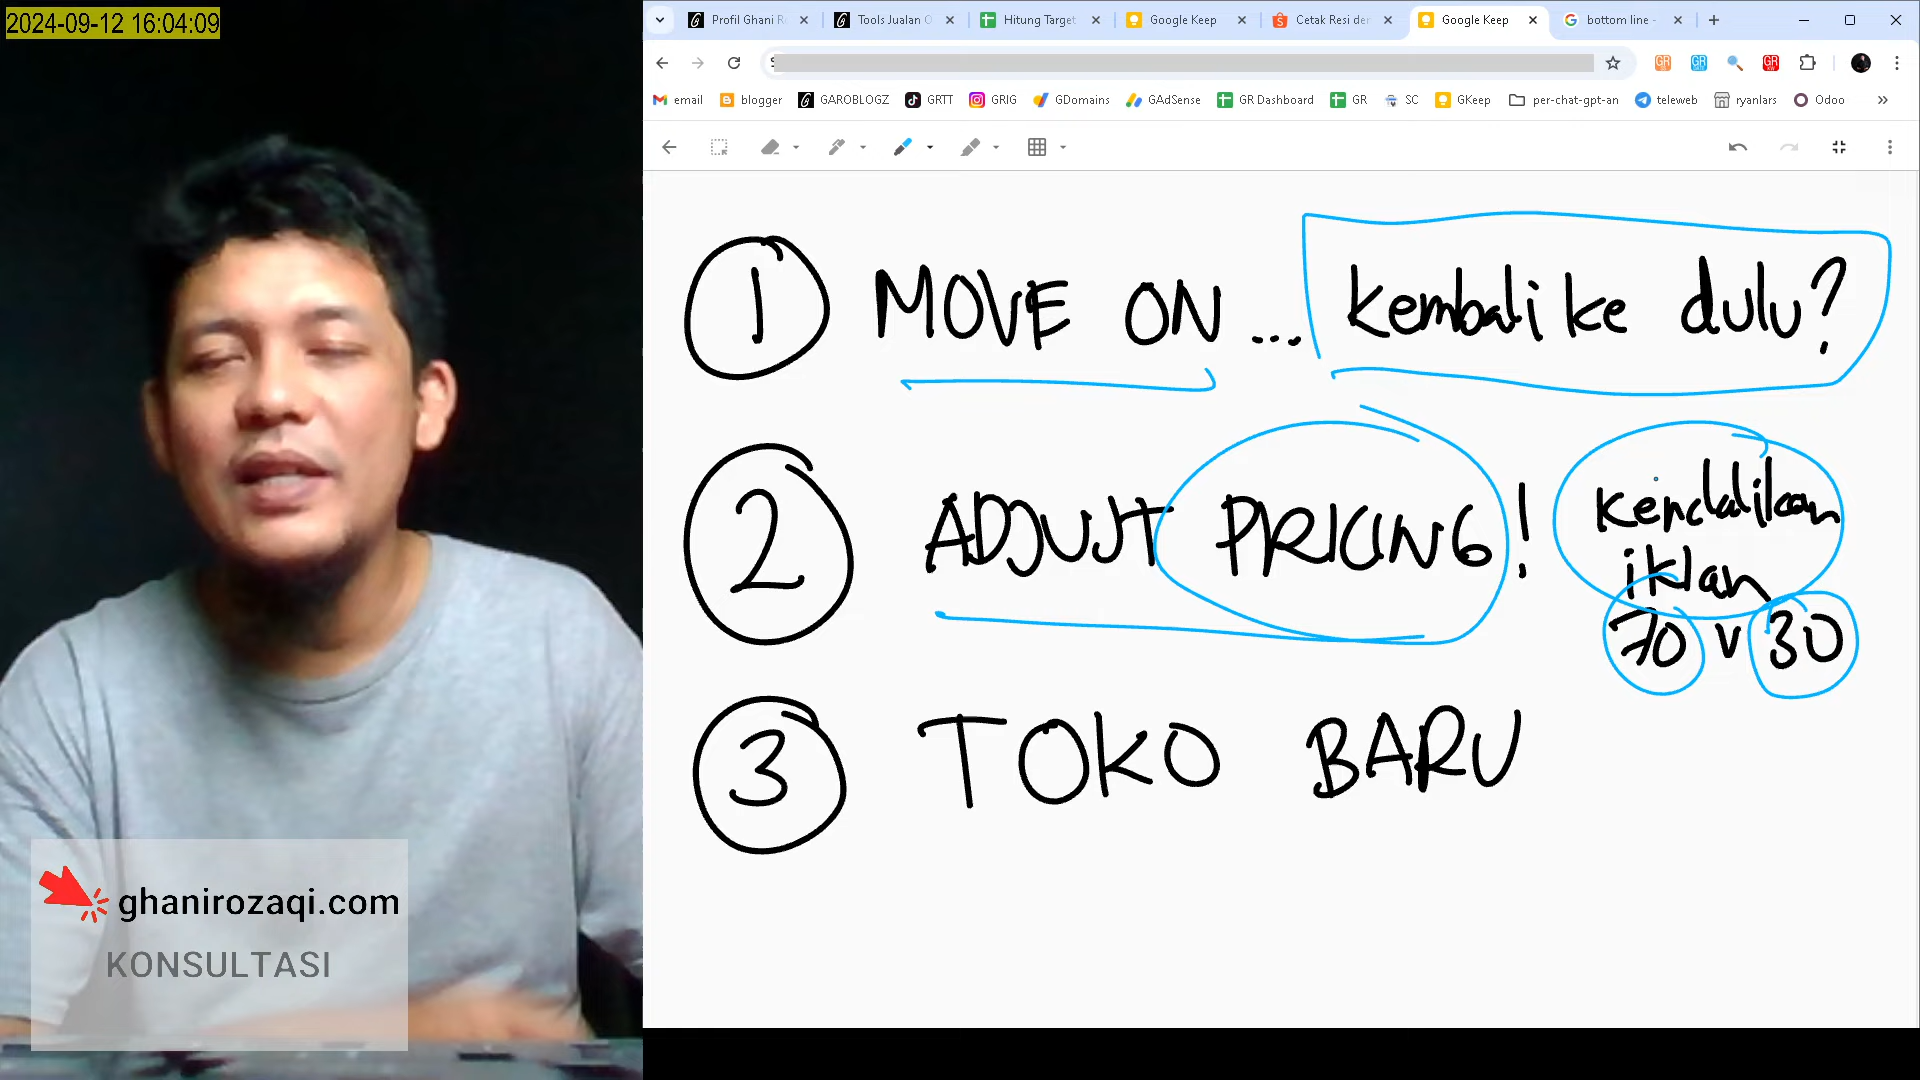 2024-09-12 16:04:09
Profil Ghani R
Tools Jualan O
Hitung Target
Google Keep
Cetak Resi de
Google Keep
bottom line -
email
blogger
GAROBLOGZ
GRTT
GRIG
GDomains
GAdSense
GR Dashboard
GR
SC
GKeep
per-chat-gpt-an
teleweb
ryanlars
Odoo
1 MOVE ON... kembali ke dulu?
2 ADJUST PRICING! kendalikan
iklan
70 v 30
3 TOKO BARU
ghanirozaqi.com
KONSULTASI